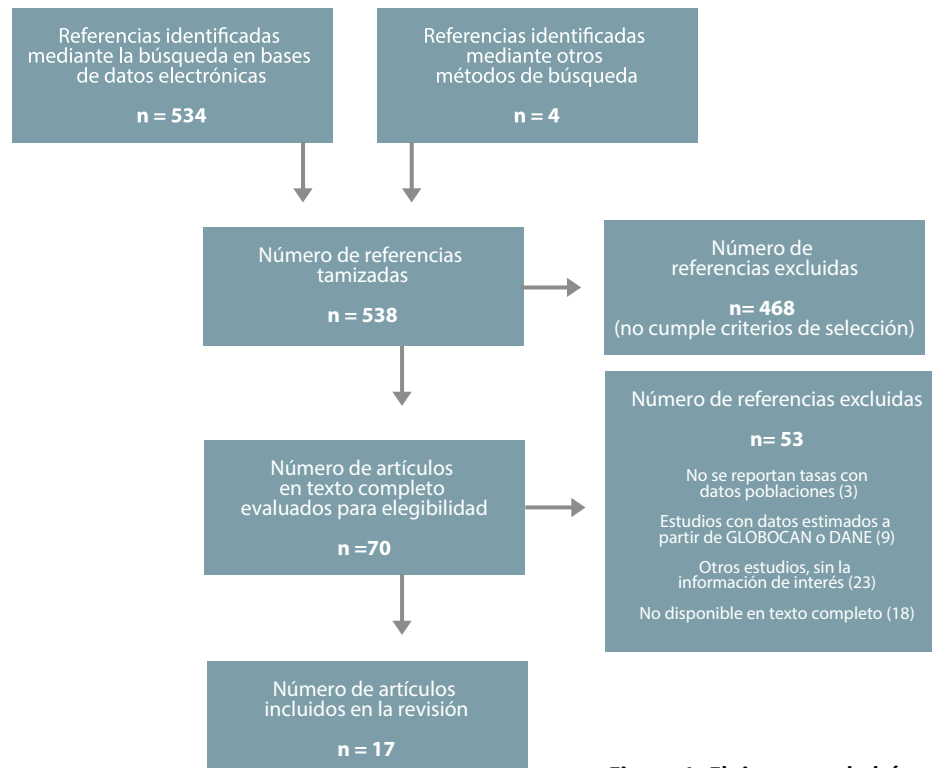 Referencias identificadas
mediante la búsqueda en bases
de datos electrónicas
n = 534
Referencias identificadas
mediante otros
métodos de búsqueda
n = 4
Número de referencias
tamizadas
n = 538
Número de
referencias excluidas
n= 468
(no cumple criterios de selección)
Número de artículos
en texto completo
evaluados para elegibilidad
n =70
Número de referencias excluidas
n= 53
No se reportan tasas con
datos poblaciones (3)
Estudios con datos estimados a
partir de GLOBOCAN o DANE (9)
Otros estudios, sin la
información de interés (23)
No disponible en texto completo (18)
Número de artículos
incluidos en la revisión
n = 17